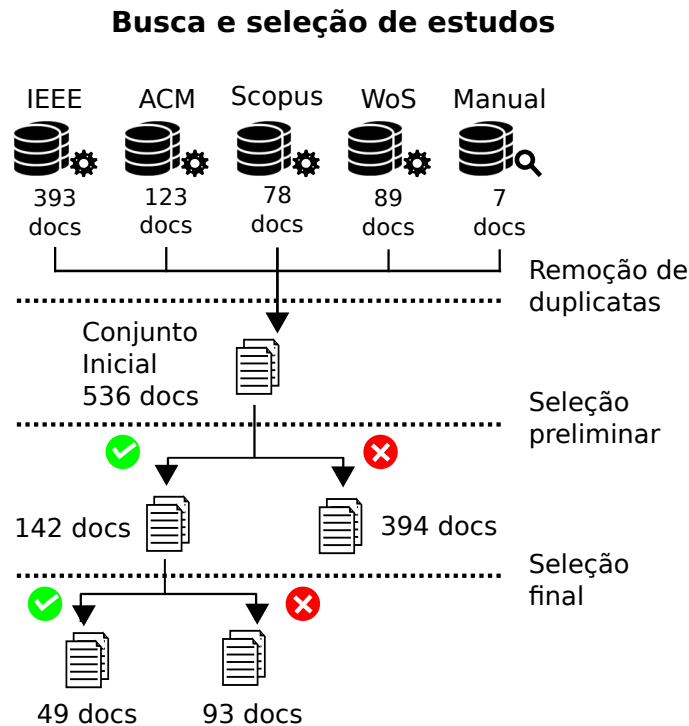 Busca e seleção de estudos
IEEE
ACM
Scopus
WoS
Manual
393
docs
123
docs
78
docs
89
docs
7
docs
Remoção de
duplicatas
Conjunto
Inicial
536 docs
Seleção
preliminar
142 docs
394 docs
Seleção
final
49 docs
93 docs